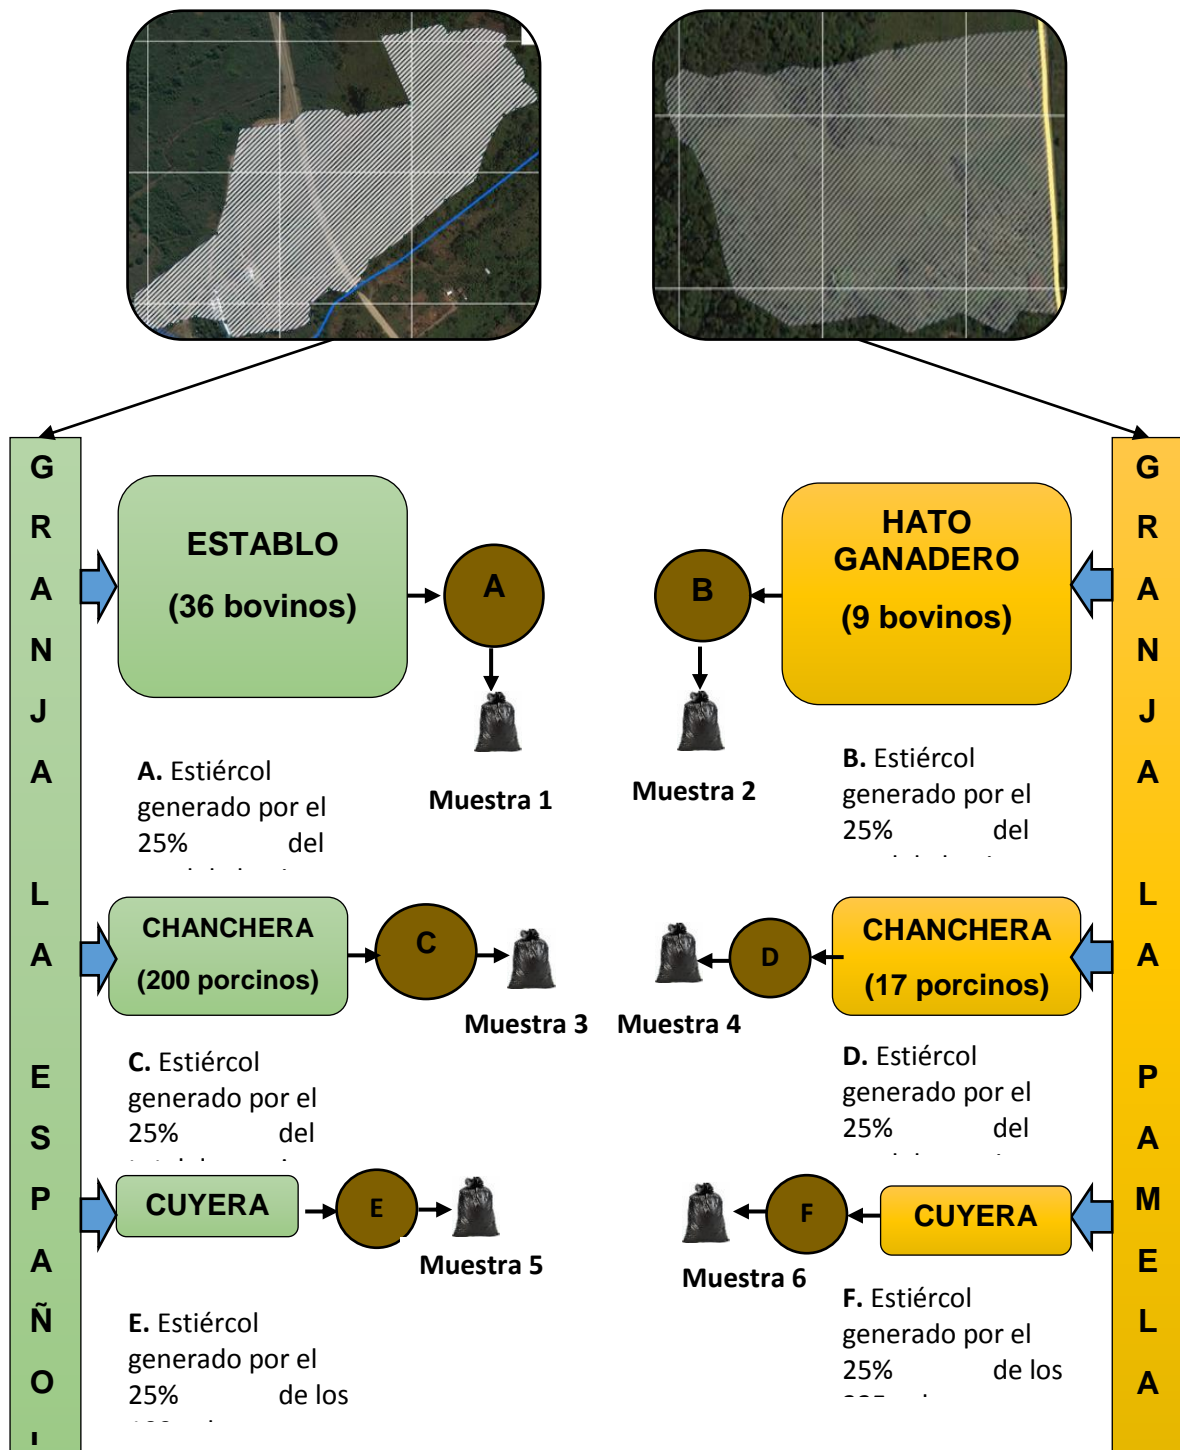 GRANJA LA ESPAÑOL
ESTABLO
(36 bovinos)
A
Muestra 1
A. Estiércol
generado por el
25% del
CHANCHERA
(200 porcinos)
C
Muestra 3
C. Estiércol
generado por el
25% del
CUYERA
E
Muestra 5
E. Estiércol
generado por el
25% de los
HATO
GANADERO
(9 bovinos)
B
Muestra 2
B. Estiércol
generado por el
25% del
CHANCHERA
(17 porcinos)
D
Muestra 4
D. Estiércol
generado por el
25% del
CUYERA
F
Muestra 6
F. Estiércol
generado por el
25% de los
GRANJA LA PAMELA